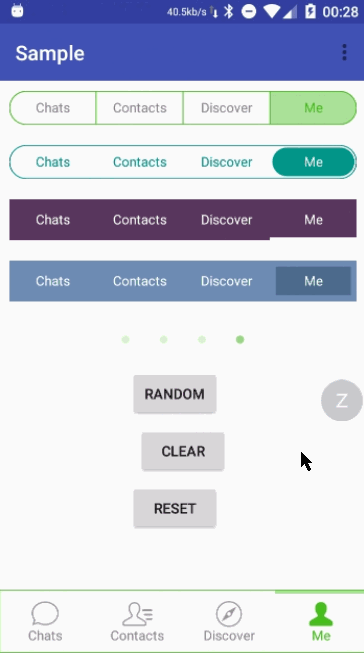 40.5kb/s 00:28
Sample
Chats Contacts Discover Me
Chats Contacts Discover Me
Chats Contacts Discover Me
Chats Contacts Discover Me
RANDOM
Z
CLEAR
RESET
Chats Contacts Discover Me